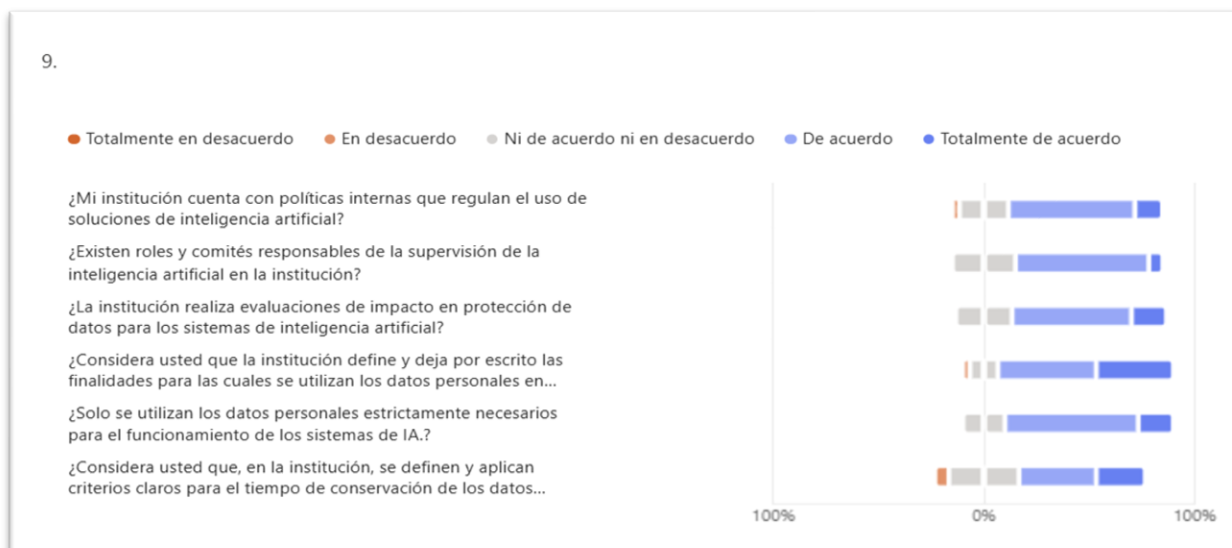 9.
Totalmente en desacuerdo En desacuerdo Ni de acuerdo ni en desacuerdo De acuerdo Totalmente de acuerdo
¿Mi institución cuenta con políticas internas que regulan el uso de
soluciones de inteligencia artificial?
¿Existen roles y comités responsables de la supervisión de la
inteligencia artificial en la institución?
¿La institución realiza evaluaciones de impacto en protección de
datos para los sistemas de inteligencia artificial?
¿Considera usted que la institución define y deja por escrito las
finalidades para las cuales se utilizan los datos personales en...
¿Solo se utilizan los datos personales estrictamente necesarios
para el funcionamiento de los sistemas de IA.?
¿Considera usted que, en la institución, se definen y aplican
criterios claros para el tiempo de conservación de los datos...
100% 0% 100%